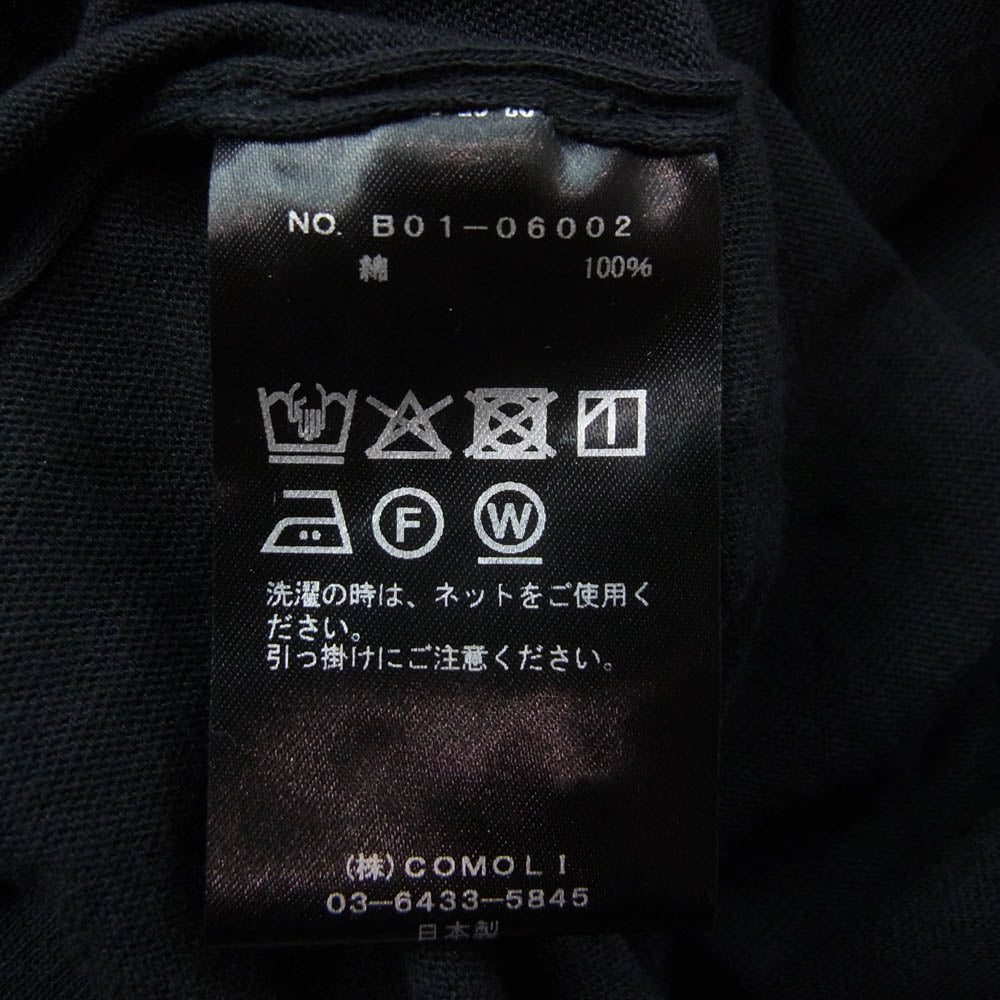 NO. B01-06002
綿 100%
F W
洗濯の時は、ネットをご使用く
ださい。
引っ掛けにご注意ください。
(株)COMOLI
03-6433-5845
日本製